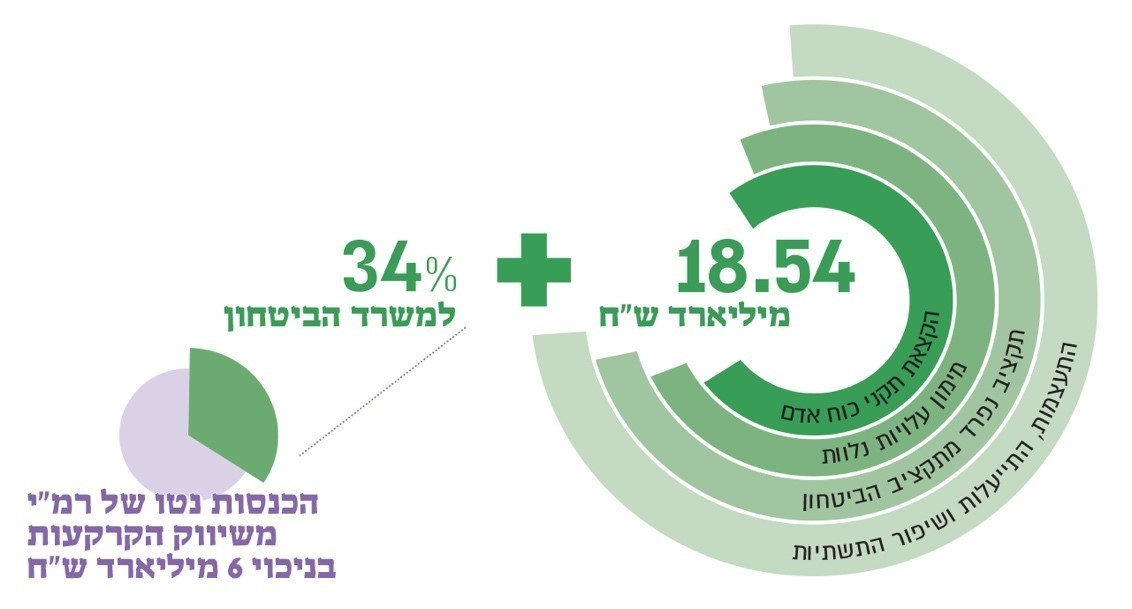 18.54
מיליארד ש"ח
הקצאת תקני כוח אדם
מימון עלויות נלוות
תקציב נפרד מתקציב הביטחון
התעצמות, התייעלות ושיפור התשתיות
34%
למשרד הביטחון
הכנסות נטו של רמ"י
משיווק הקרקעות
בניכוי 6 מיליארד ש"ח